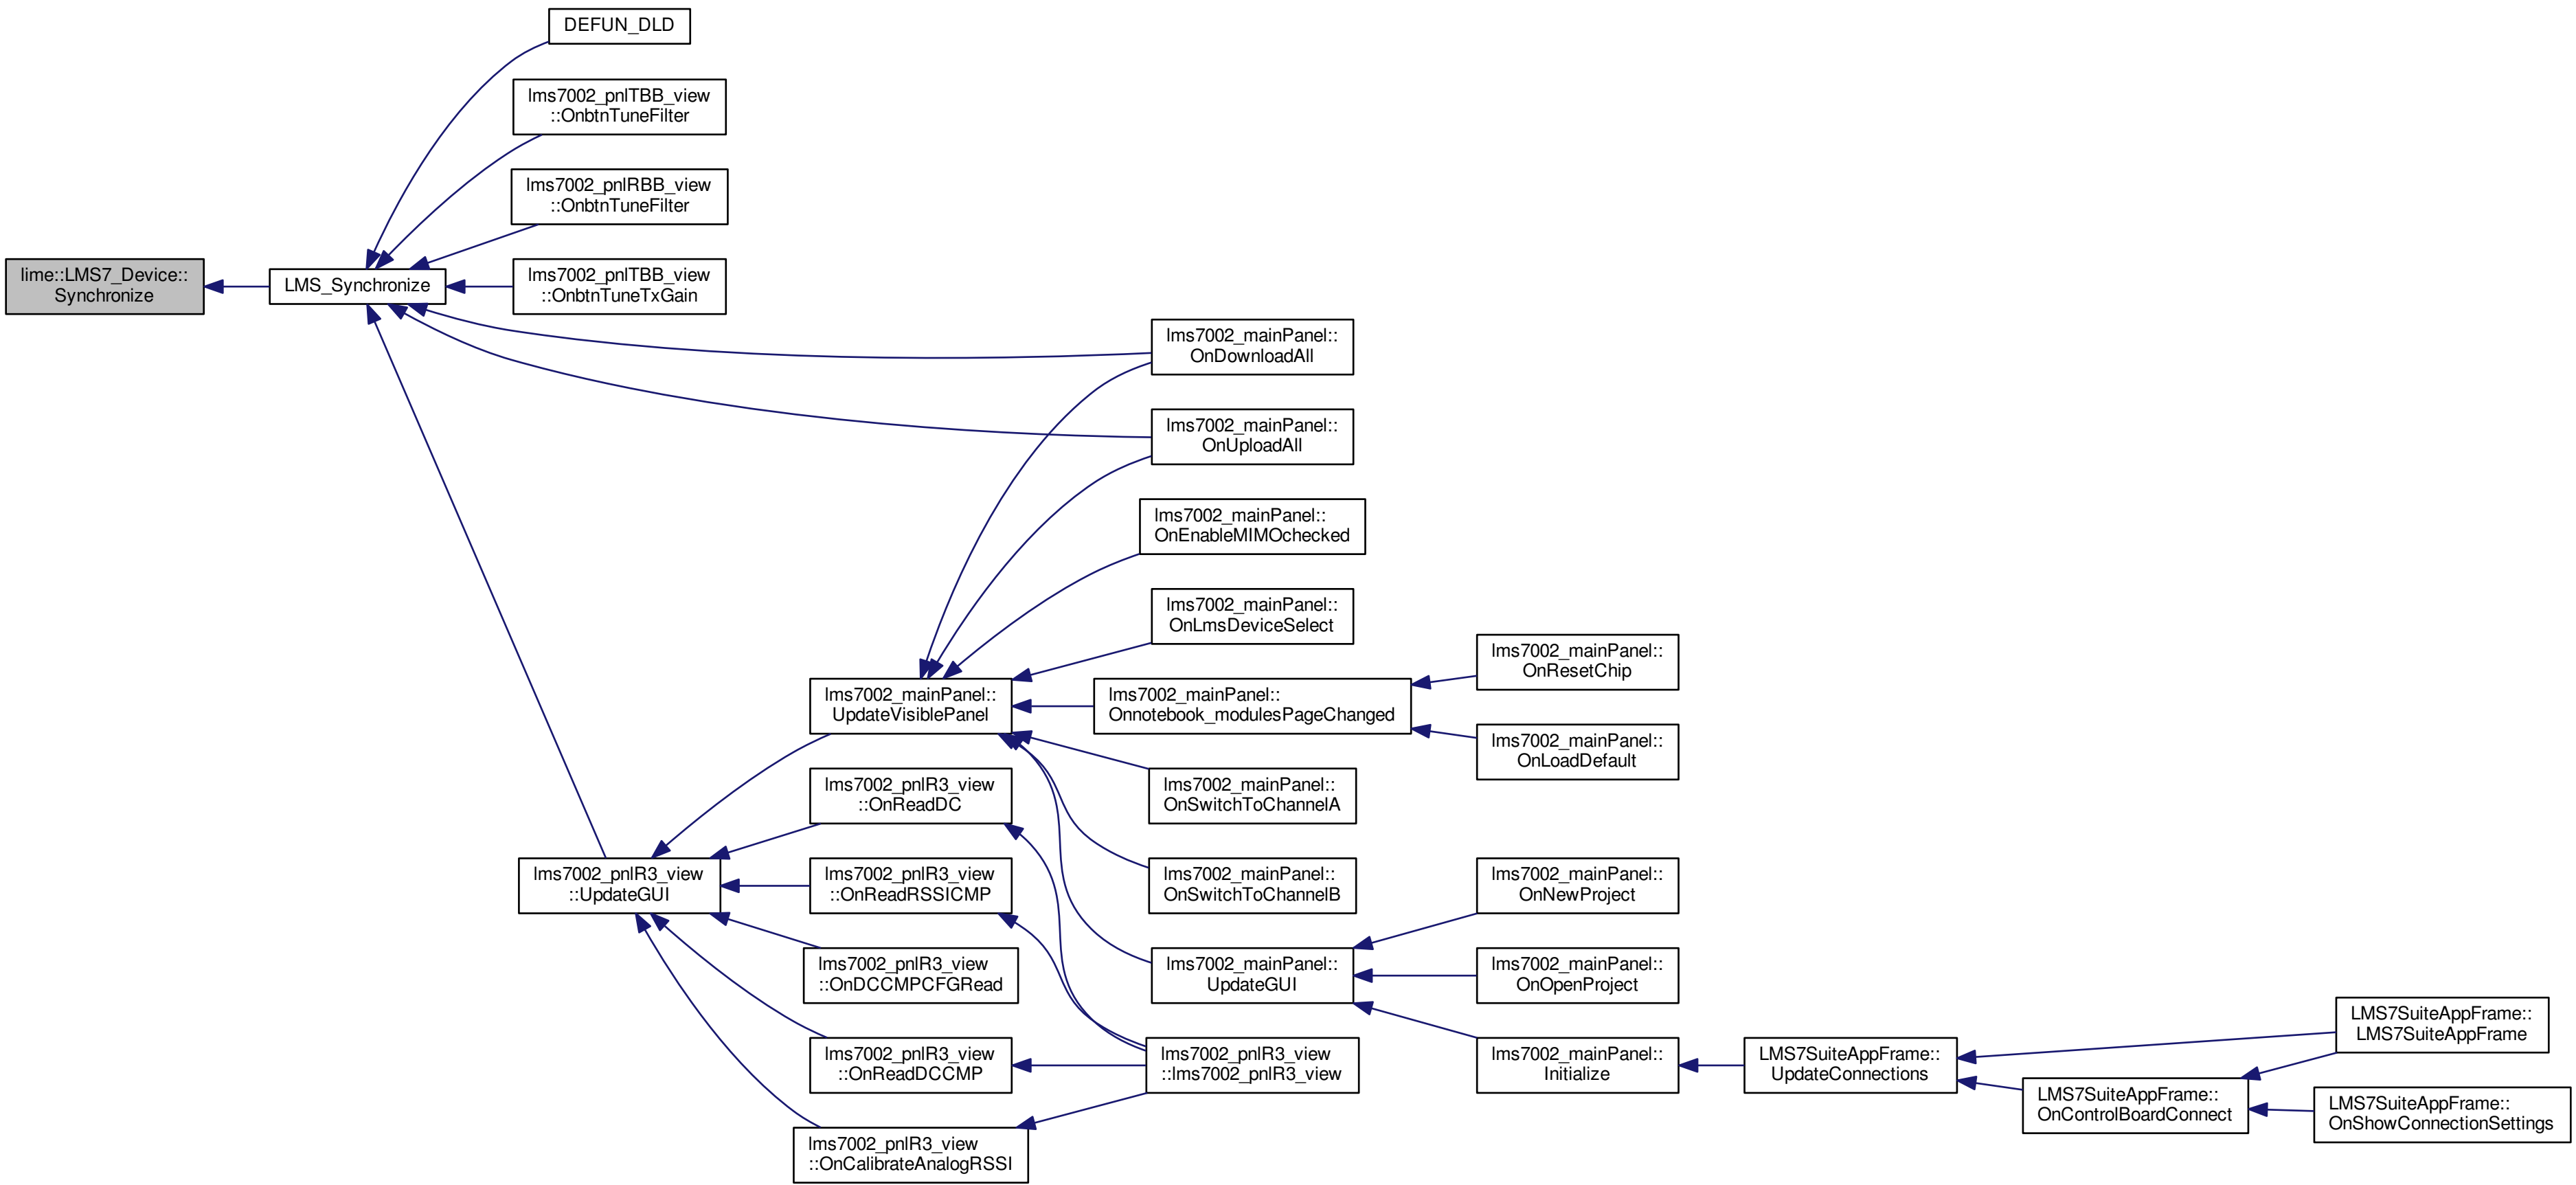 DEFUN_DLD
lms7002_pnlTBB_view
::OnbtnTuneFilter
lms7002_pnlRBB_view
::OnbtnTuneFilter
lime::LMS7_Device::
Synchronize
LMS_Synchronize
lms7002_pnlTBB_view
::OnbtnTuneTxGain
lms7002_mainPanel::
OnDownloadAll
lms7002_mainPanel::
OnUploadAll
lms7002_mainPanel::
OnEnableMIMOchecked
lms7002_mainPanel::
OnLmsDeviceSelect
lms7002_mainPanel::
OnResetChip
lms7002_mainPanel::
UpdateVisiblePanel
lms7002_mainPanel::
Onnotebook_modulesPageChanged
lms7002_mainPanel::
OnLoadDefault
lms7002_pnlR3_view
::OnReadDC
lms7002_mainPanel::
OnSwitchToChannelA
lms7002_pnlR3_view
::UpdateGUI
lms7002_pnlR3_view
::OnReadRSSICMP
lms7002_mainPanel::
OnSwitchToChannelB
lms7002_mainPanel::
OnNewProject
lms7002_pnlR3_view
::OnDCCMPCFGRead
lms7002_mainPanel::
UpdateGUI
lms7002_mainPanel::
OnOpenProject
LMS7SuiteAppFrame::
LMS7SuiteAppFrame
lms7002_pnlR3_view
::OnReadDCCMP
lms7002_pnlR3_view
::lms7002_pnlR3_view
lms7002_mainPanel::
Initialize
LMS7SuiteAppFrame::
UpdateConnections
LMS7SuiteAppFrame::
OnControlBoardConnect
LMS7SuiteAppFrame::
OnShowConnectionSettings
lms7002_pnlR3_view
::OnCalibrateAnalogRSSI